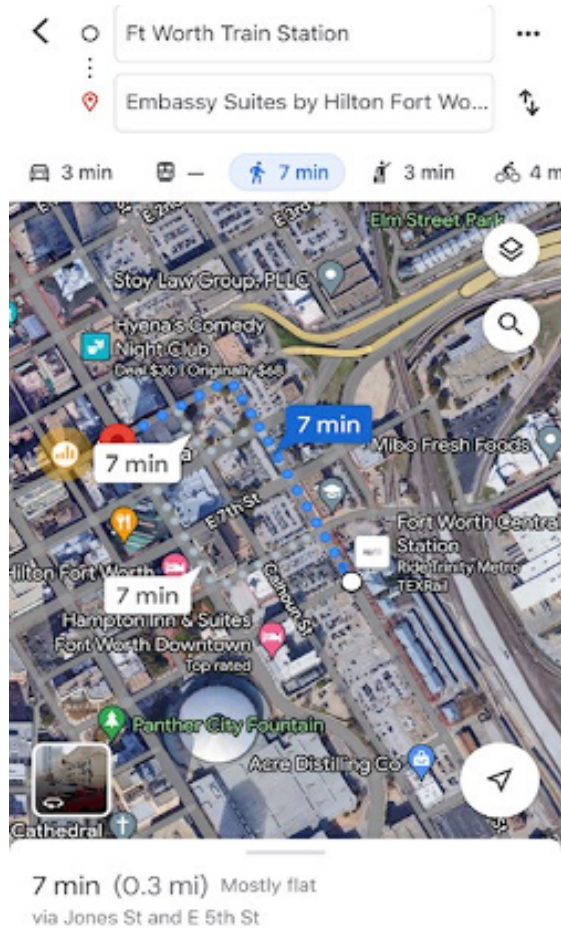 Ft Worth Train Station
Embassy Suites by Hilton Fort Wo...
3 min
—
7 min
3 min
4 m
E 2nd
E 3rd
Elm Street Park
Stoy Law Group, PLLC
Hyena's Comedy
Night Club
Deal $30 | Originally $68
7 min
7 min
Mibo Fresh Foods
E 7th St
Fort Worth Central
Station
Ride Trinity Metro
TEXRail
Hilton Fort Worth
7 min
Calhoun St
Hampton Inn & Suites
Fort Worth Downtown
Top rated
Panther City Fountain
Acre Distilling Co
Cathedral
7 min (0.3 mi) Mostly flat
via Jones St and E 5th St